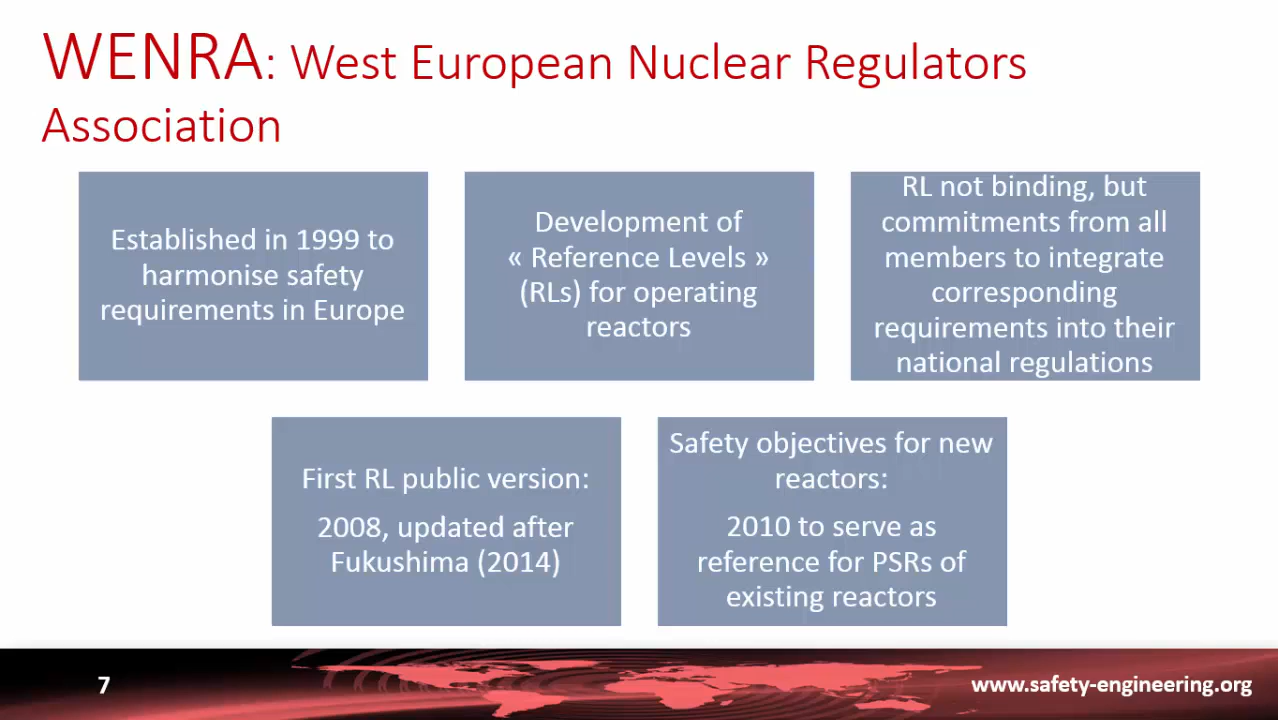 WENRA: West European Nuclear Regulators
Association
Established in 1999 to
harmonise safety
requirements in Europe
Development of
« Reference Levels »
(RLs) for operating
reactors
RL not binding, but
commitments from all
members to integrate
corresponding
requirements into their
national regulations
First RL public version:
2008, updated after
Fukushima (2014)
Safety objectives for new
reactors:
2010 to serve as
reference for PSRs of
existing reactors
7
www.safety-engineering.org